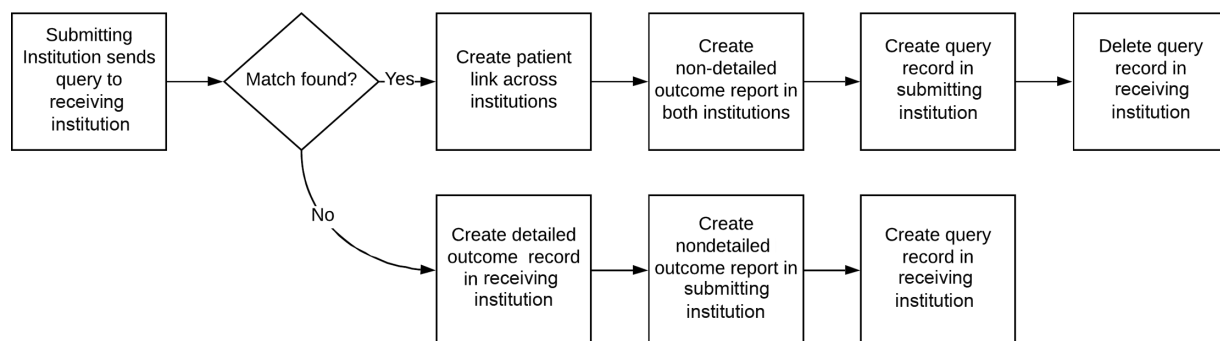 Submitting
Institution sends
query to
receiving
institution
Match found?
Yes
Create patient
link across
institutions
Create
non-detailed
outcome report in
both institutions
Create query
record in
submitting
institution
Delete query
record in
receiving
institution
No
Create detailed
outcome record
in receiving
institution
Create
nondetailed
outcome report in
submitting
institution
Create query
record in
receiving
institution